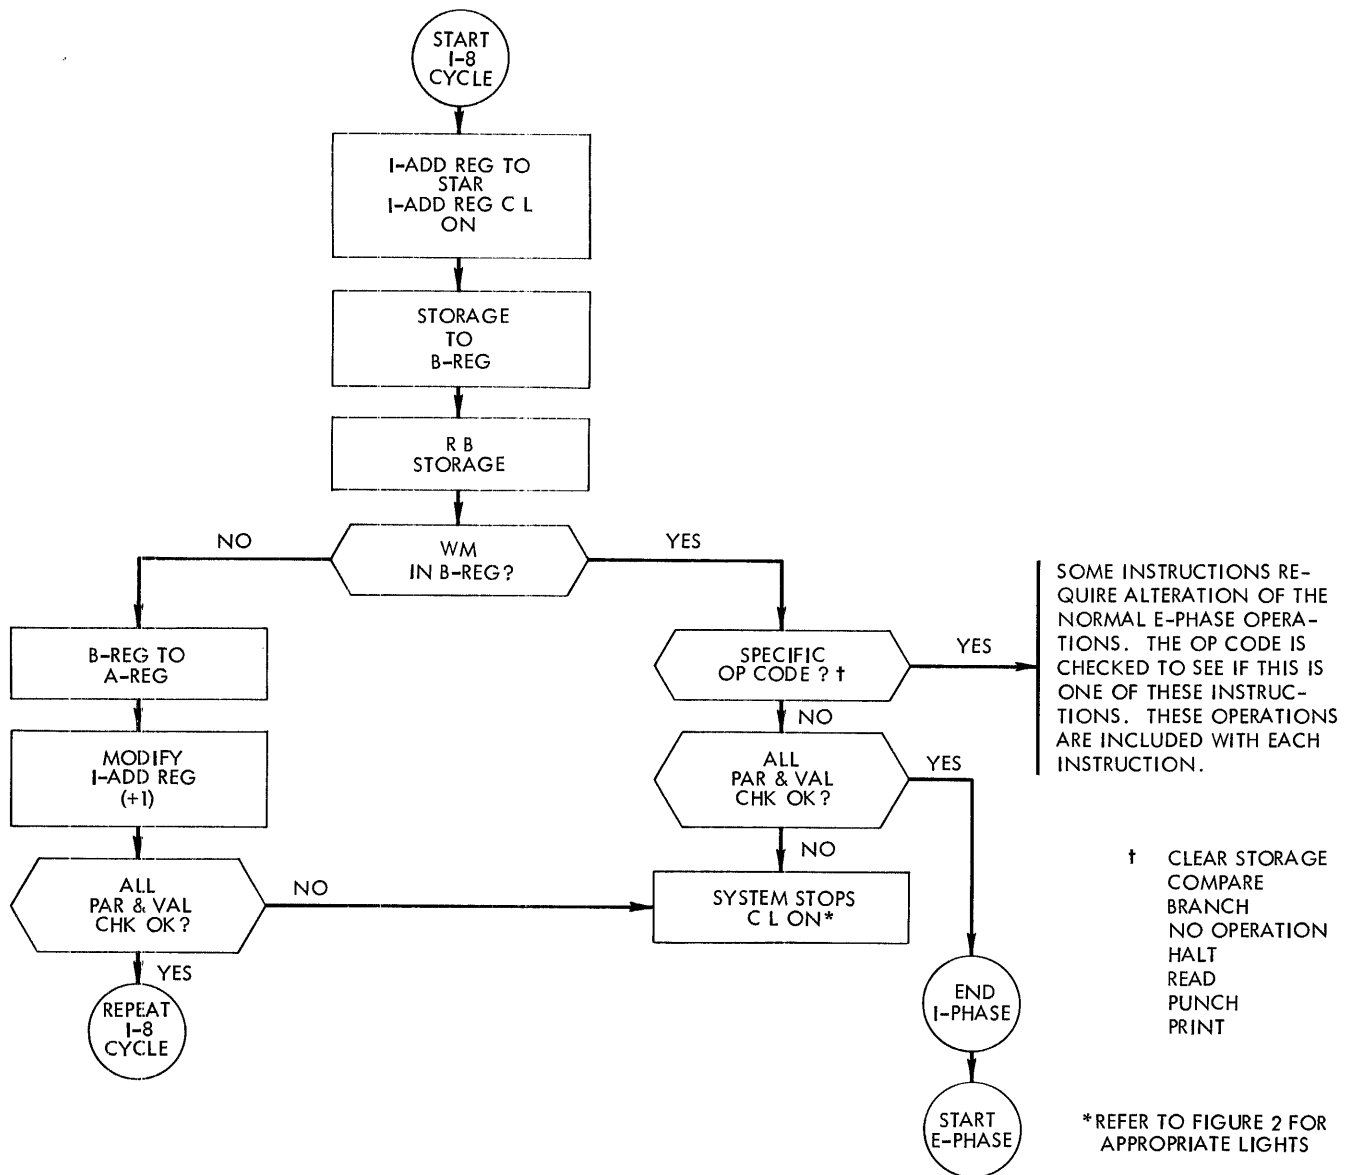 START
I-8
CYCLE
I-ADD REG TO
STAR
I-ADD REG C L
ON
STORAGE
TO
B-REG
R B
STORAGE
WM
IN B-REG?
NO
YES
B-REG TO
A-REG
MODIFY
I-ADD REG
(+1)
ALL
PAR & VAL
CHK OK?
NO
YES
REPEAT
I-8
CYCLE
SPECIFIC
OP CODE ? †
YES
NO
SOME INSTRUCTIONS RE-
QUIRE ALTERATION OF THE
NORMAL E-PHASE OPERA-
TIONS. THE OP CODE IS
CHECKED TO SEE IF THIS IS
ONE OF THESE INSTRUC-
TIONS. THESE OPERATIONS
ARE INCLUDED WITH EACH
INSTRUCTION.
ALL
PAR & VAL
CHK OK?
YES
NO
SYSTEM STOPS
C L ON*
END
I-PHASE
START
E-PHASE
† CLEAR STORAGE
COMPARE
BRANCH
NO OPERATION
HALT
READ
PUNCH
PRINT
*REFER TO FIGURE 2 FOR
APPROPRIATE LIGHTS